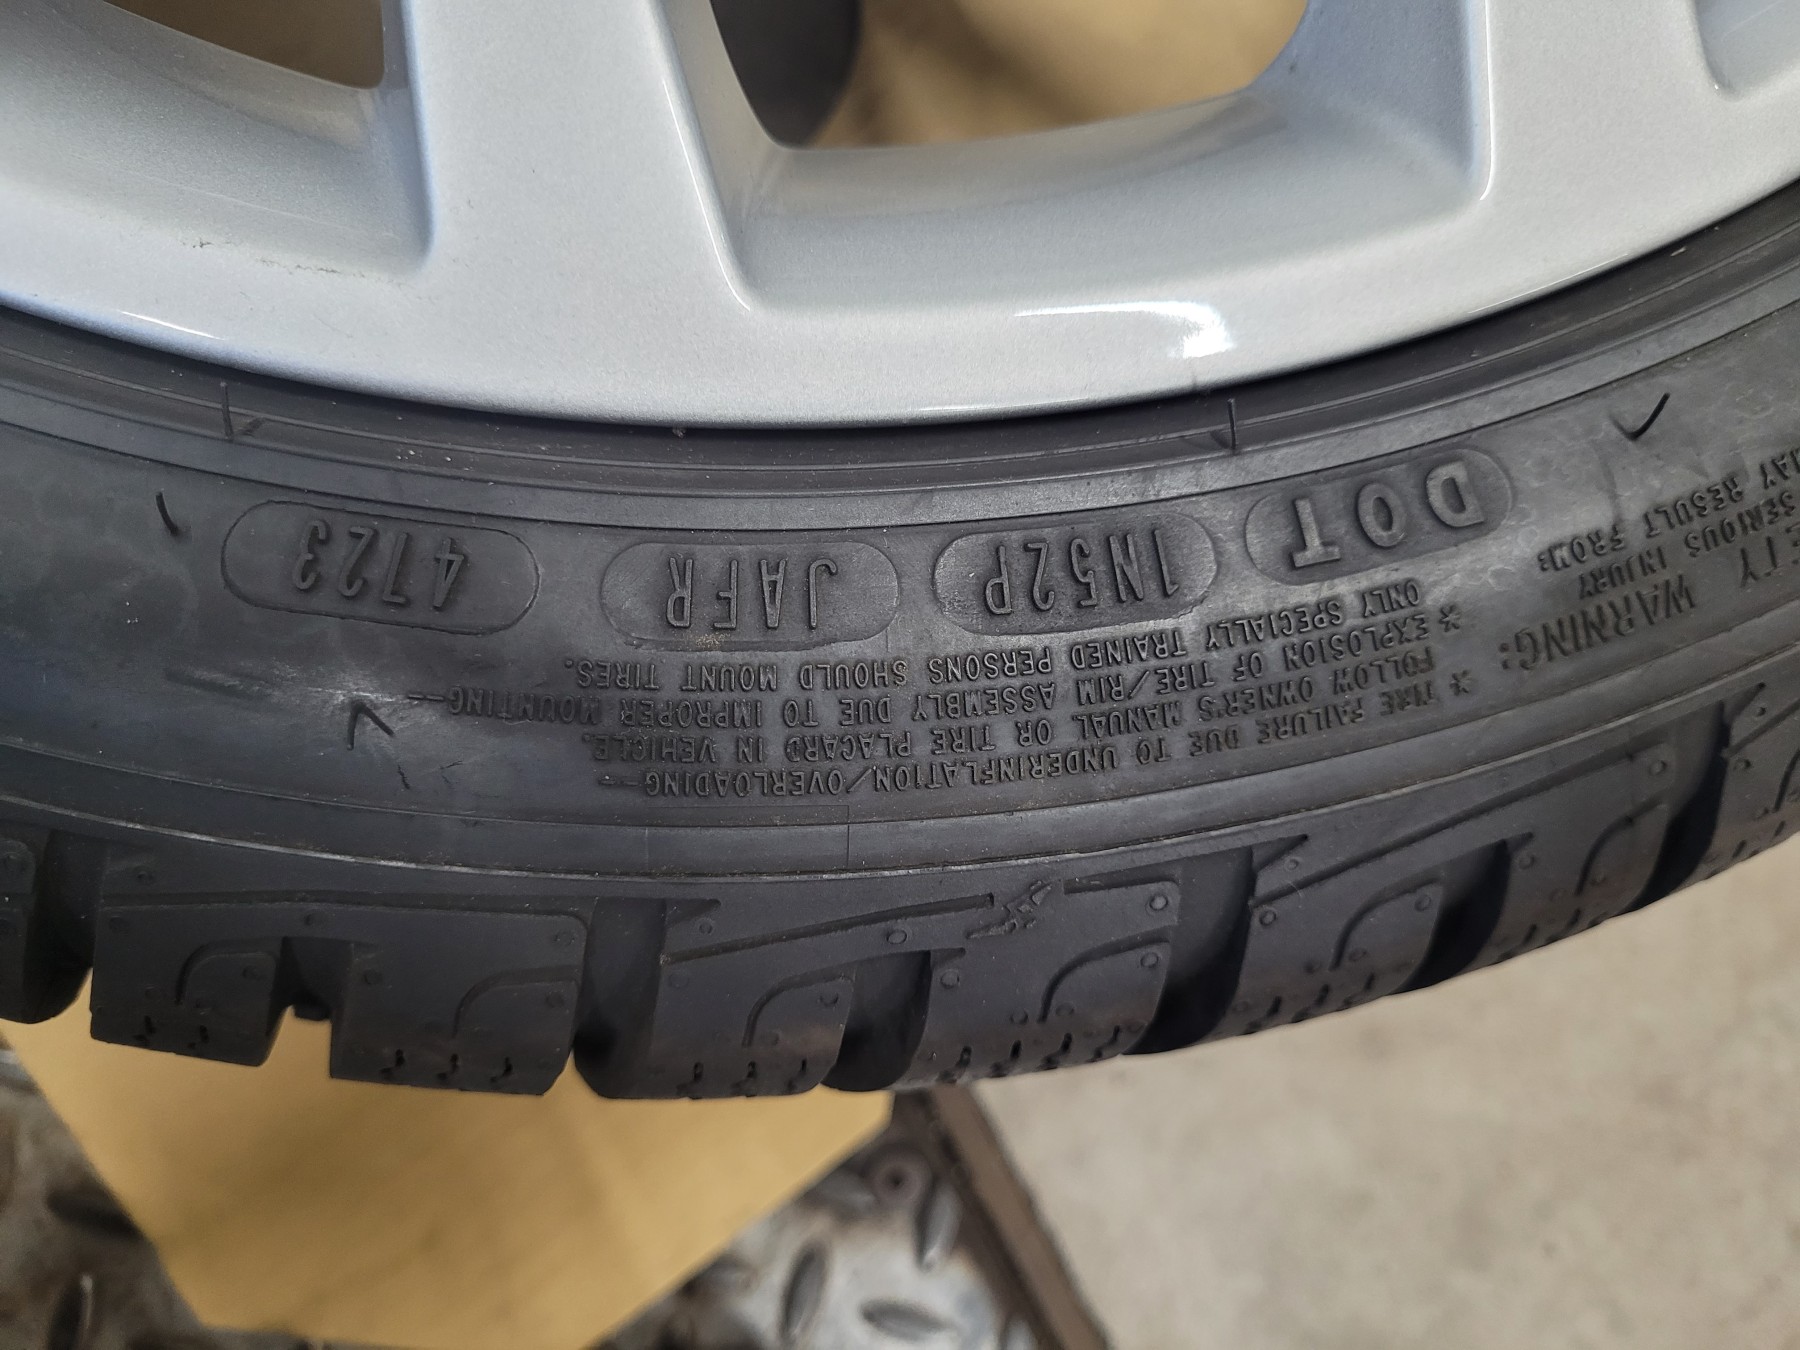 WARNING:
SERIOUS INJURY
MAY RESULT FROM:
* TIRE FAILURE DUE TO UNDERINFLATION/OVERLOADING--
FOLLOW OWNER'S MANUAL OR TIRE PLACARD IN VEHICLE.
* EXPLOSION OF TIRE/RIM ASSEMBLY DUE TO IMPROPER MOUNTING--
ONLY SPECIALLY TRAINED PERSONS SHOULD MOUNT TIRES.
DOT 1N52P JAFR 4723